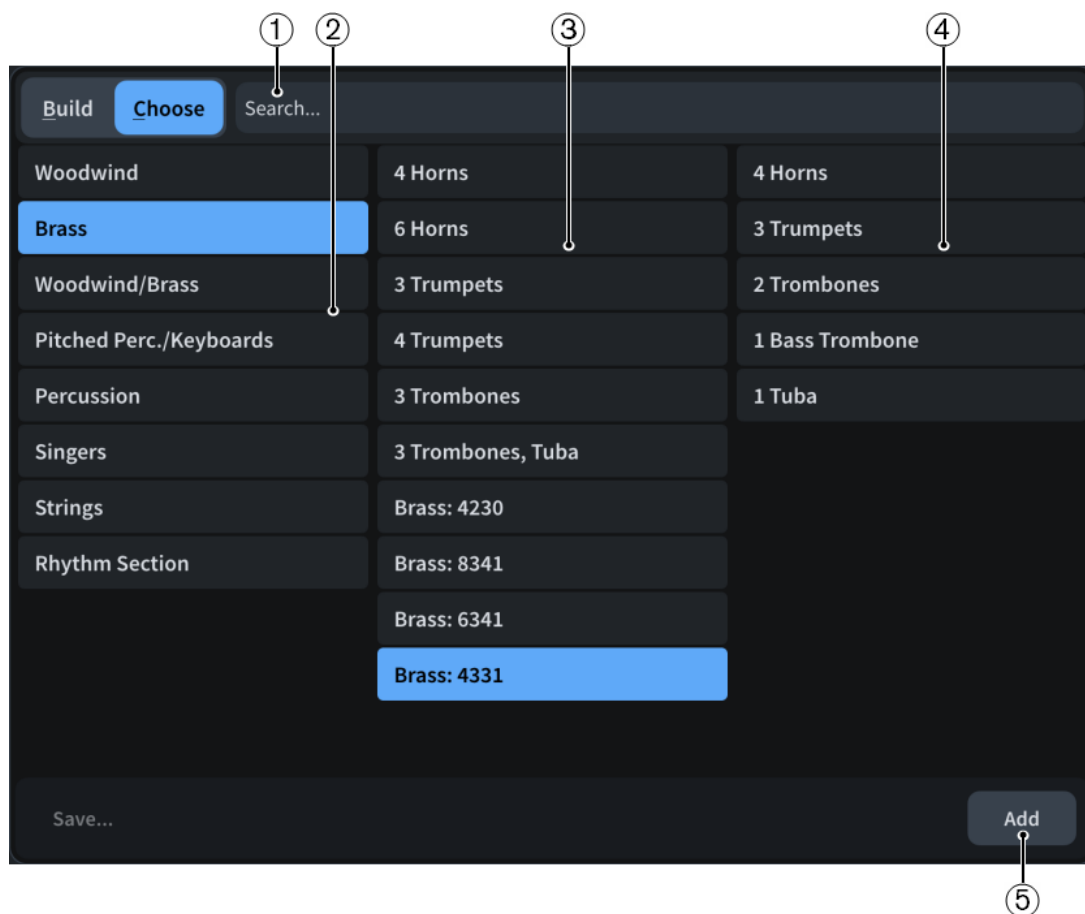 ① ② ③ ④
Build Choose Search...
Woodwind 4 Horns 4 Horns
Brass 6 Horns 3 Trumpets
Woodwind/Brass 3 Trumpets 2 Trombones
Pitched Perc./Keyboards 4 Trumpets 1 Bass Trombone
Percussion 3 Trombones 1 Tuba
Singers 3 Trombones, Tuba
Strings Brass: 4230
Rhythm Section Brass: 8341
Brass: 6341
Brass: 4331
Save... Add
⑤